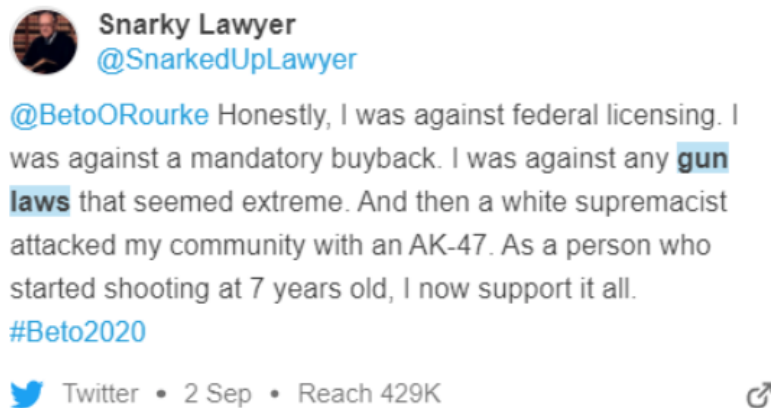 Snarky Lawyer
@SnarkedUpLawyer
@BetoORourke Honestly, I was against federal licensing. I
was against a mandatory buyback. I was against any gun
laws that seemed extreme. And then a white supremacist
attacked my community with an AK-47. As a person who
started shooting at 7 years old, I now support it all.
#Beto2020
Twitter • 2 Sep • Reach 429K